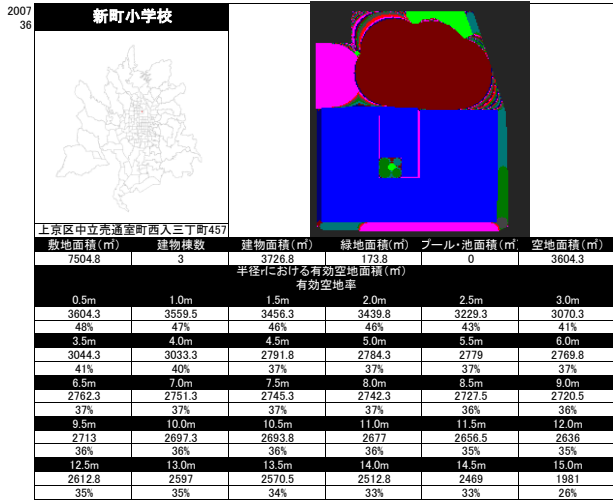 2007
36
新町小学校
上京区中立売通室町西入三丁町457
敷地面積(㎡) 建物棟数 建物面積(㎡) 緑地面積(㎡) プール・池面積(㎡) 空地面積(㎡)
7504.8 3 3726.8 173.8 0 3604.3
半径rにおける有効空地面積(㎡)
有効空地率
0.5m 1.0m 1.5m 2.0m 2.5m 3.0m
3604.3 3559.5 3456.3 3439.8 3229.3 3070.3
48% 47% 46% 46% 43% 41%
3.5m 4.0m 4.5m 5.0m 5.5m 6.0m
3044.3 3033.3 2791.8 2784.3 2779 2769.8
41% 40% 37% 37% 37% 37%
6.5m 7.0m 7.5m 8.0m 8.5m 9.0m
2762.3 2751.3 2745.3 2742.3 2727.5 2720.5
37% 37% 37% 37% 36% 36%
9.5m 10.0m 10.5m 11.0m 11.5m 12.0m
2713 2697.3 2693.8 2677 2656.5 2636
36% 36% 36% 36% 35% 35%
12.5m 13.0m 13.5m 14.0m 14.5m 15.0m
2612.8 2597 2570.5 2512.8 2469 1981
35% 35% 34% 33% 33% 26%